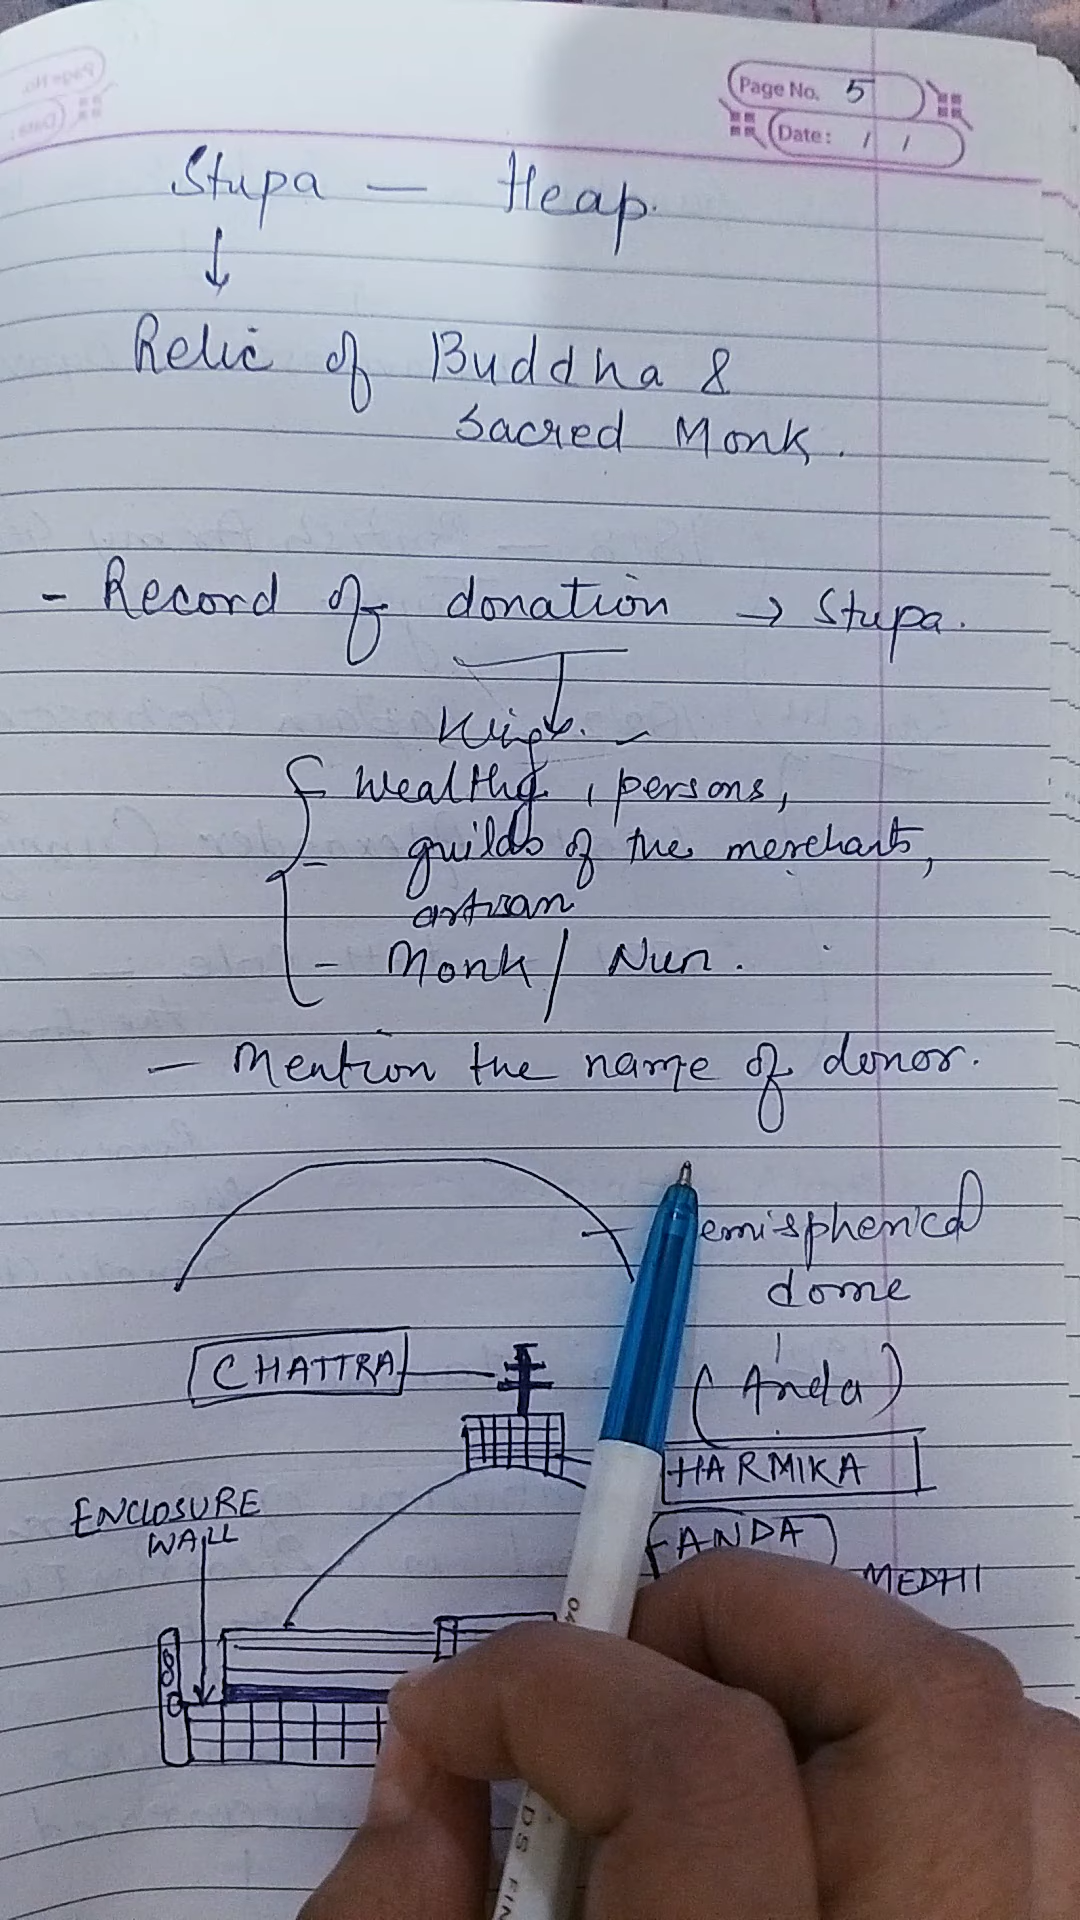 Page No. 5
Date: / /
Stupa — Heap.
↓
Relic of Buddha &
Sacred Monk.
- Record of donation → Stupa.
Wealthy, persons,
guilds of the merchants,
artisan
- Monk / Nun.
— Mention the name of donor.
emispherical
dome
(Anda)
CHATTRA
HARMIKA
ENCLOSURE
WALL
ANDA
MEDHI